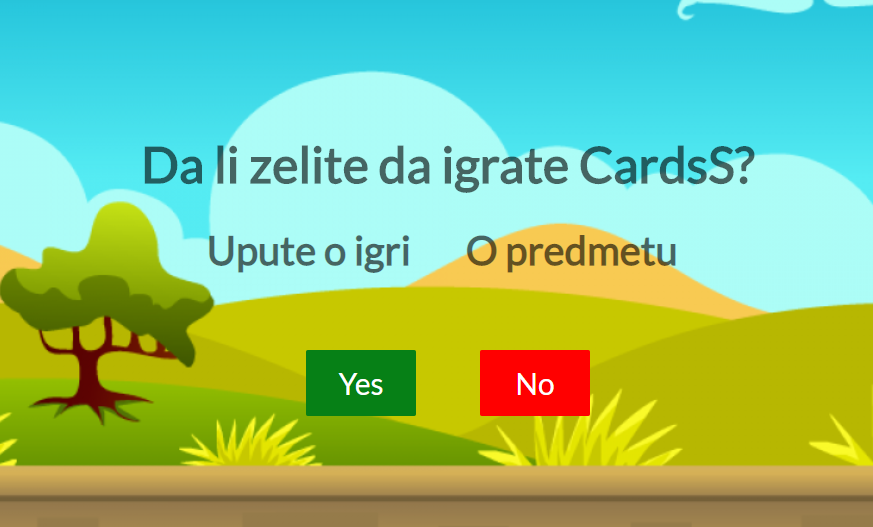 Da li zelite da igrate CardsS?
Upute o igri O predmetu
Yes No